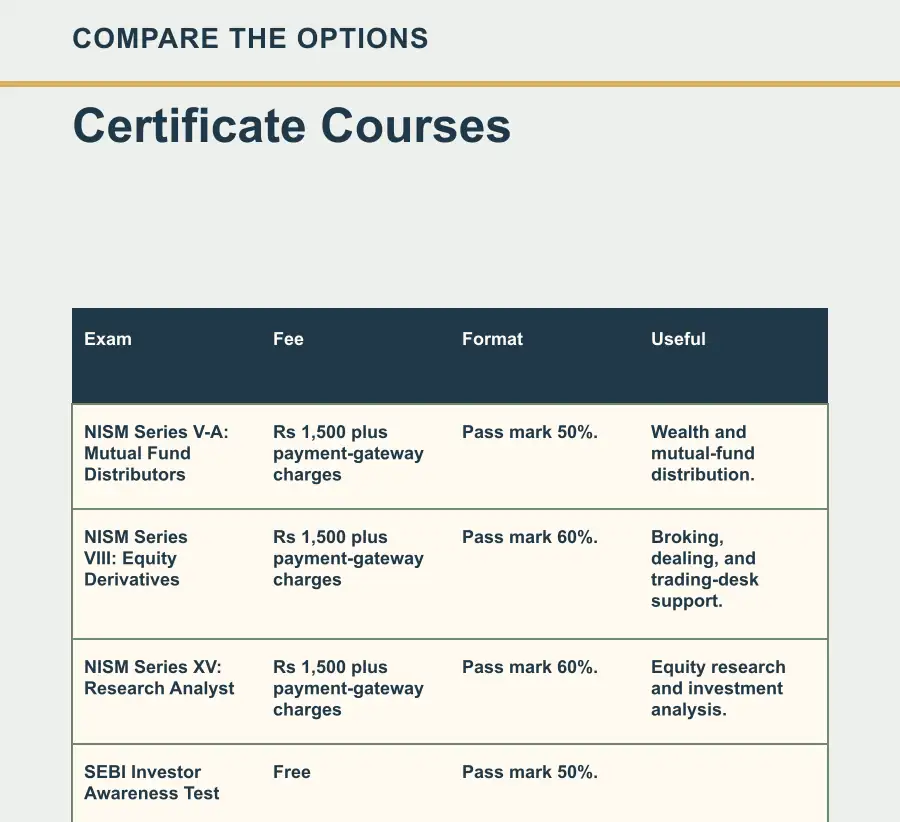 COMPARE THE OPTIONS
Certificate Courses
Exam
Fee
Format
Useful
NISM Series V-A:
Mutual Fund
Distributors
Rs 1,500 plus
payment-gateway
charges
Pass mark 50%.
Wealth and
mutual-fund
distribution.
NISM Series
VIII: Equity
Derivatives
Rs 1,500 plus
payment-gateway
charges
Pass mark 60%.
Broking,
dealing, and
trading-desk
support.
NISM Series XV:
Research Analyst
Rs 1,500 plus
payment-gateway
charges
Pass mark 60%.
Equity research
and investment
analysis.
SEBI Investor
Awareness Test
Free
Pass mark 50%.